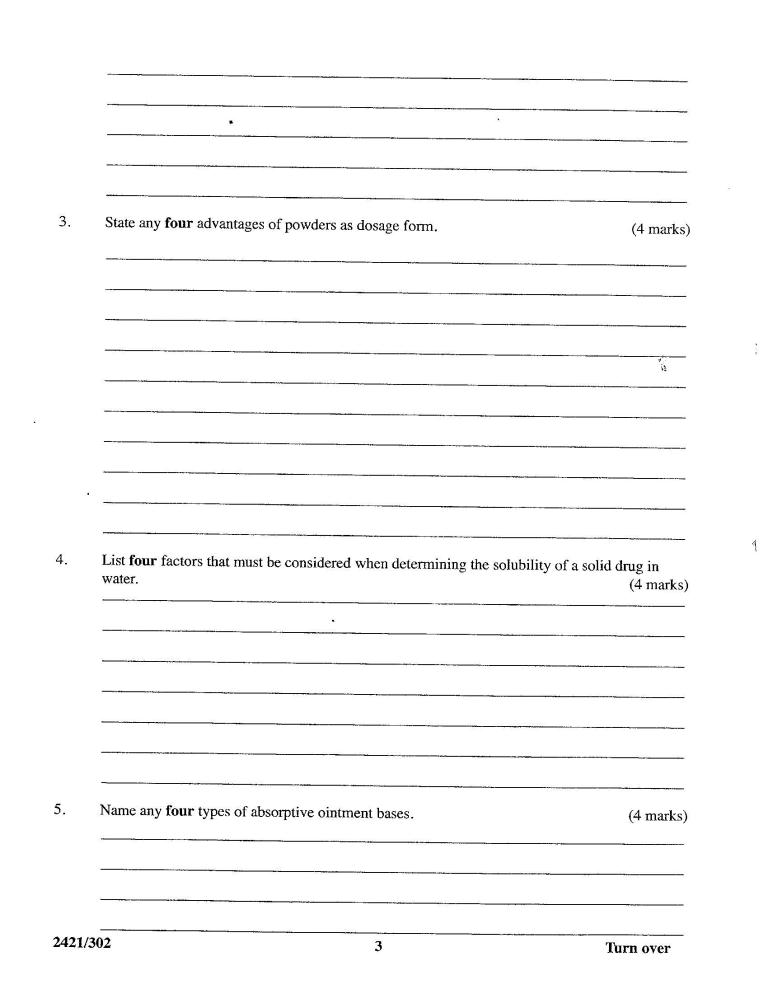 3. State any four advantages of powders as dosage form. (4 marks)
4. List four factors that must be considered when determining the solubility of a solid drug in
water. (4 marks)
5. Name any four types of absorptive ointment bases. (4 marks)
2421/302 3 Turn over